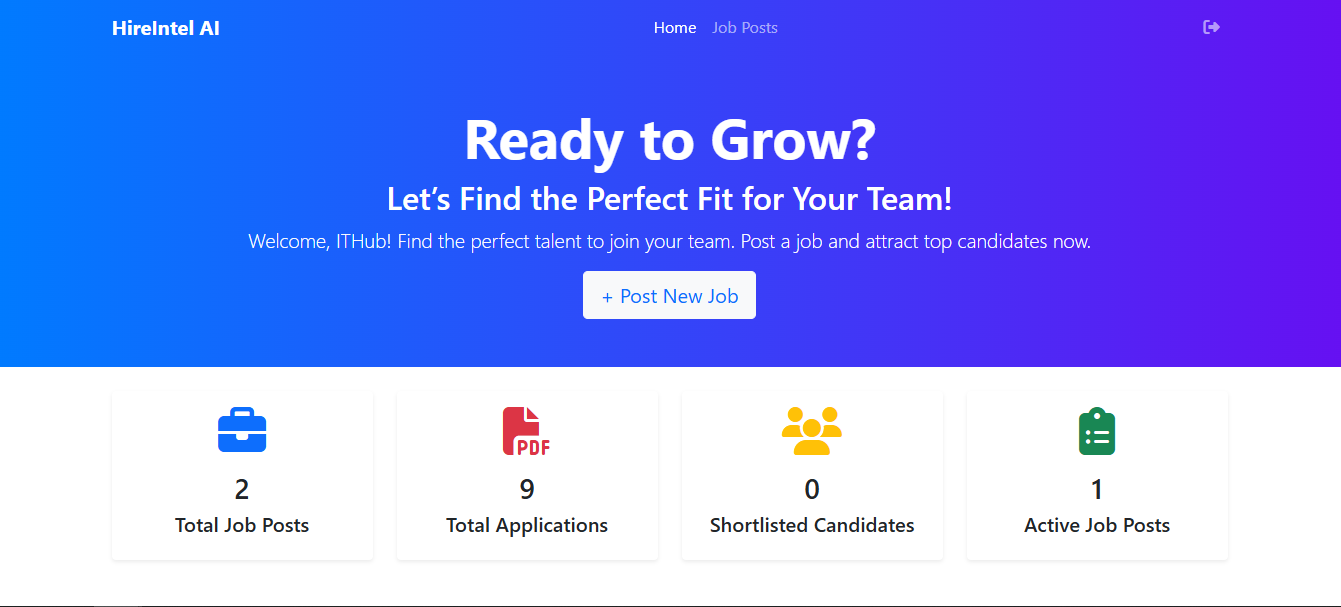 HireIntel AI
Home Job Posts
Ready to Grow?
Let’s Find the Perfect Fit for Your Team!
Welcome, ITHub! Find the perfect talent to join your team. Post a job and attract top candidates now.
+ Post New Job
PDF
2 9 0 1
Total Job Posts Total Applications Shortlisted Candidates Active Job Posts